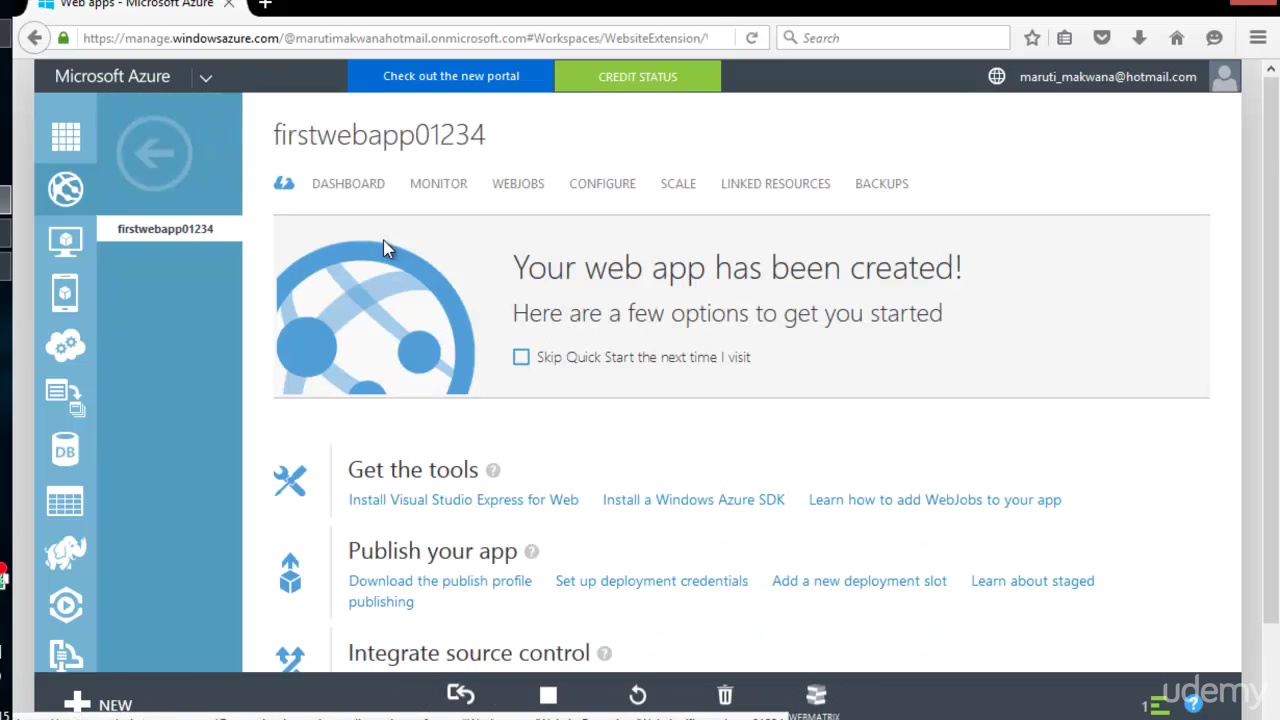 Web apps - Microsoft Azure
https://manage.windowsazure.com/@marutimakwanahotmail.onmicrosoft.com#Workspaces/WebsiteExtension/
Search
Microsoft Azure
Check out the new portal
CREDIT STATUS
maruti_makwana@hotmail.com
firstwebapp01234
DASHBOARD MONITOR WEBJOBS CONFIGURE SCALE LINKED RESOURCES BACKUPS
firstwebapp01234
Your web app has been created!
Here are a few options to get you started
Skip Quick Start the next time I visit
Get the tools ?
Install Visual Studio Express for Web Install a Windows Azure SDK Learn how to add WebJobs to your app
DB
Publish your app ?
Download the publish profile Set up deployment credentials Add a new deployment slot Learn about staged
publishing
Integrate source control ?
NEW
WEBMATRIX
1
?
udemy